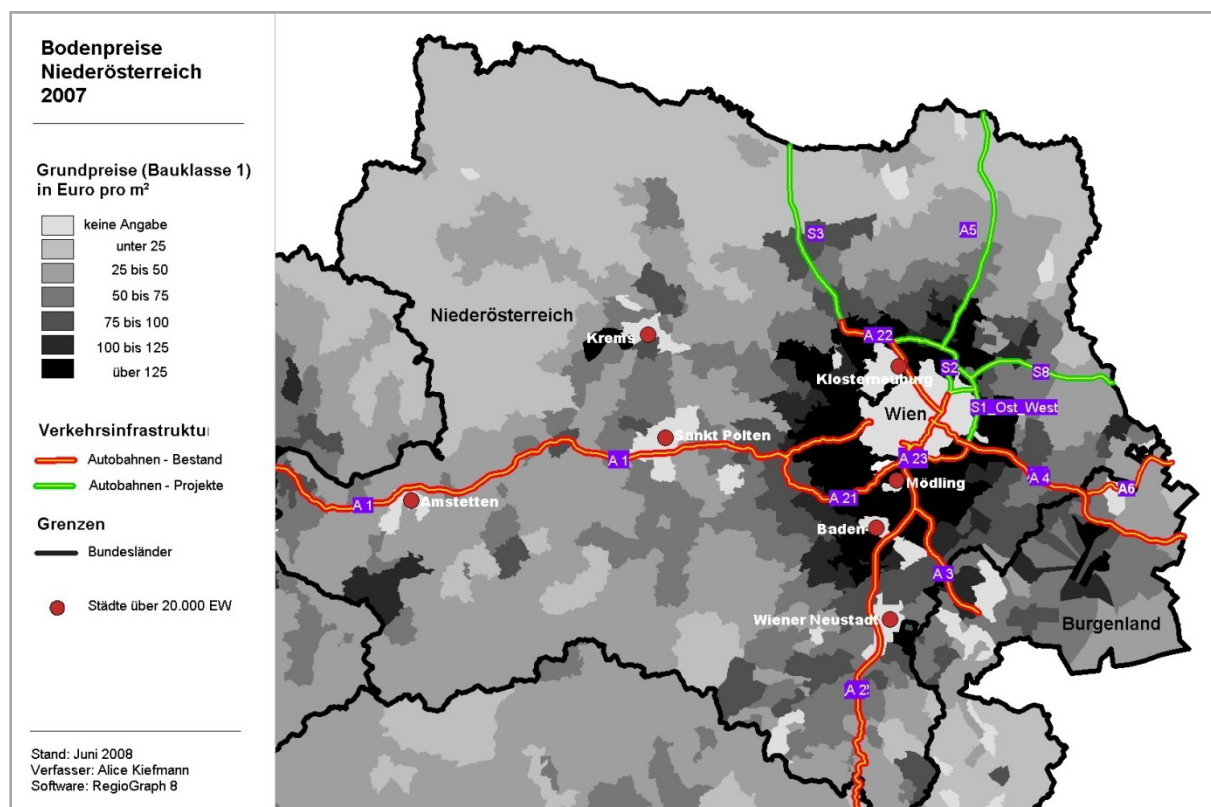 Bodenpreise
Niederösterreich
2007
Grundpreise (Bauklasse 1)
in Euro pro m²
keine Angabe
unter 25
25 bis 50
50 bis 75
75 bis 100
100 bis 125
über 125
Verkehrsinfrastruktu
Autobahnen - Bestand
Autobahnen - Projekte
Grenzen
Bundesländer
Städte über 20.000 EW
Stand: Juni 2008
Verfasser: Alice Kiefmann
Software: RegioGraph 8
S3
A5
Niederösterreich
Krems
A 22
Klosterneuburg
S2
S8
Wien
S1_Ost_West
Sankt Pölten
A 1
A 23
A 4
A6
Mödling
A 21
A 1
Amstetten
Baden
A 3
Wiener Neustadt
Burgenland
A 2